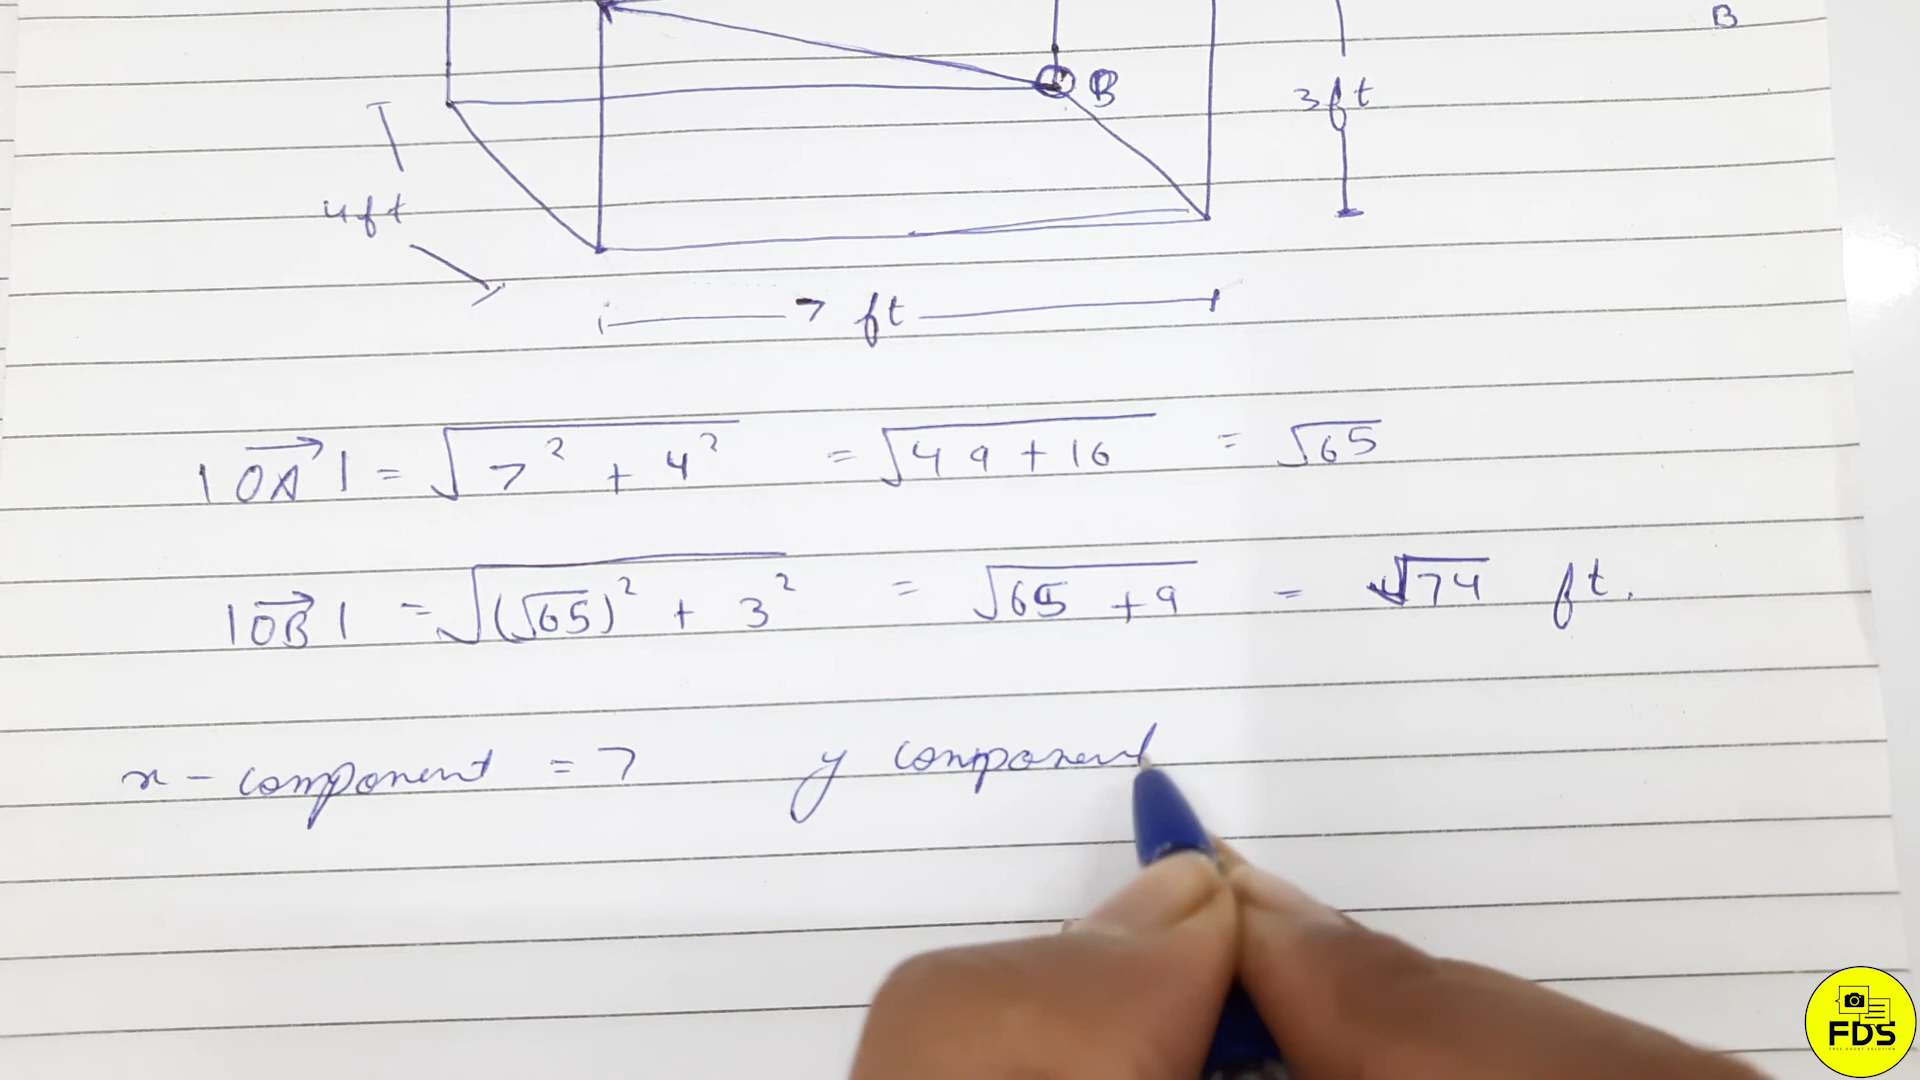 B
B
3ft
4ft
7 ft
|OA| = √7² + 4² = √49+16 = √65
|OB| = √(√65)² + 3² = √65 + 9 = √74 ft.
x - component = 7 y component
FDS